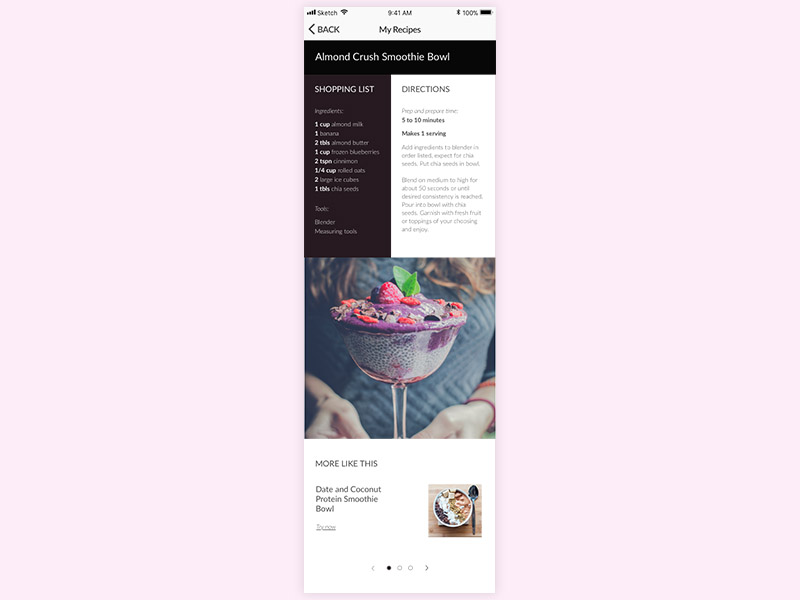 Sketch 9:41 AM 100%
BACK My Recipes
Almond Crush Smoothie Bowl
SHOPPING LIST
Ingredients:
1 cup almond milk
1 banana
2 tbls almond butter
1 cup frozen blueberries
2 tspn cinnimon
1/4 cup rolled oats
2 large ice cubes
1 tbls chia seeds
Tools:
Blender
Measuring tools
DIRECTIONS
Prep and prepare time:
5 to 10 minutes
Makes 1 serving
Add ingredients to blender in
order listed, expect for chia
seeds. Put chia seeds in bowl.
Blend on medium to high for
about 50 seconds or until
desired consistency is reached.
Pour into bowl with chia
seeds. Garnish with fresh fruit
or toppings of your choosing
and enjoy.
MORE LIKE THIS
Date and Coconut
Protein Smoothie
Bowl
Try now